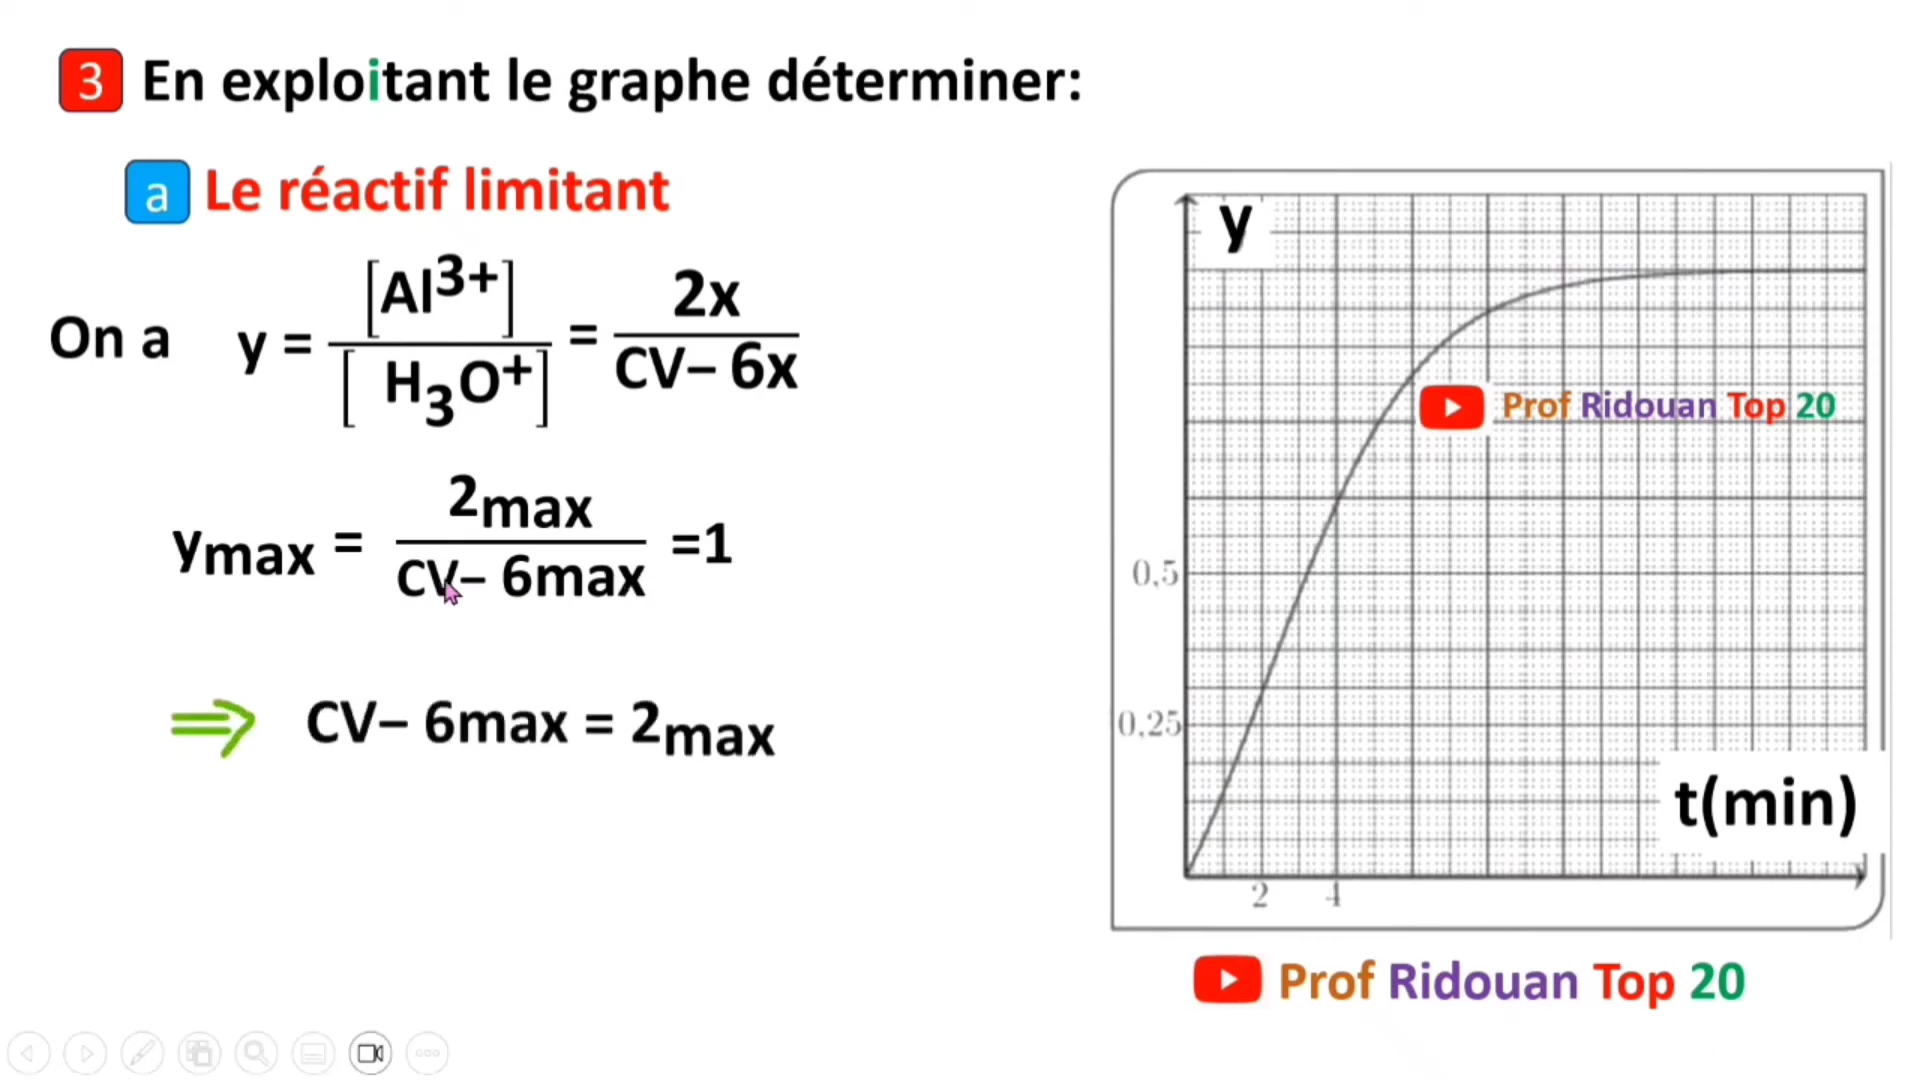 3 En exploitant le graphe déterminer:
a Le réactif limitant
On a y = [Al³⁺] / [ H₃O⁺] = 2x / CV– 6x
yₘₐₓ = 2max / CV– 6max =1
⇒ CV– 6max = 2max
y
Prof Ridouan Top 20
0,5
0,25
t(min)
2 4
Prof Ridouan Top 20